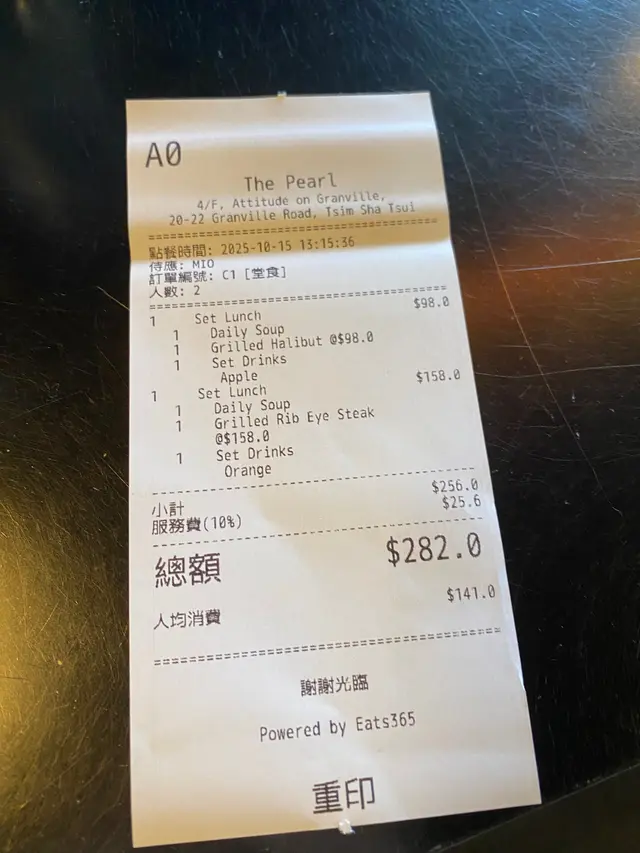 A0
The Pearl
4/F, Attitude on Granville,
20-22 Granville Road, Tsim Sha Tsui
點餐時間: 2025-10-15 13:15:36
侍應: MIO
訂單編號: C1 [堂食]
人數: 2
1 Set Lunch $98.0
1 Daily Soup
1 Grilled Halibut @$98.0
1 Set Drinks
Apple
1 Set Lunch $158.0
1 Daily Soup
1 Grilled Rib Eye Steak
@$158.0
1 Set Drinks
Orange
小計 $256.0
服務費(10%) $25.6
總額 $282.0
人均消費 $141.0
謝謝光臨
Powered by Eats365
重印